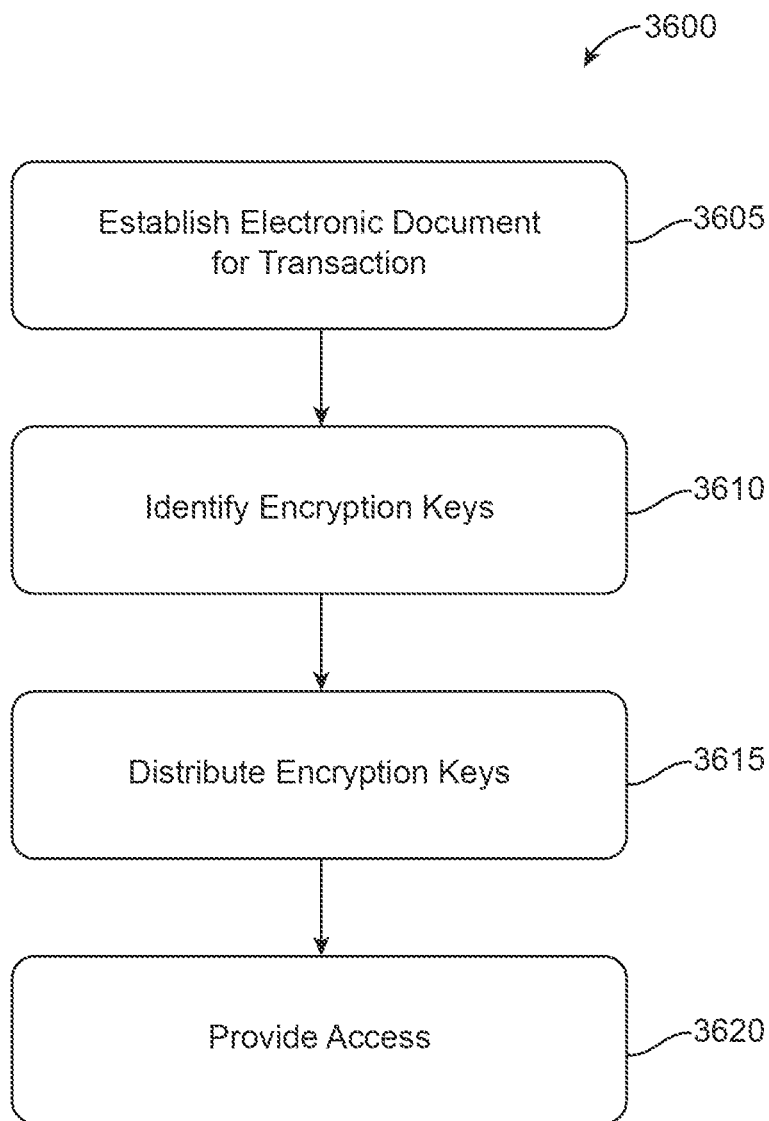 3600
Establish Electronic Document
for Transaction
3605
Identify Encryption Keys
3610
Distribute Encryption Keys
3615
Provide Access
3620